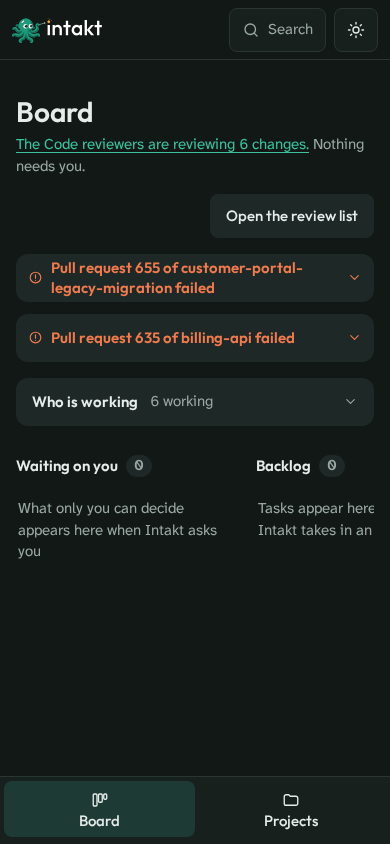 intakt
Search
Board
The Code reviewers are reviewing 6 changes. Nothing
needs you.
Open the review list
Pull request 655 of customer-portal-
legacy-migration failed
Pull request 635 of billing-api failed
Who is working 6 working
Waiting on you 0
Backlog 0
What only you can decide
appears here when Intakt asks
you
Tasks appear here
Intakt takes in an
Board
Projects